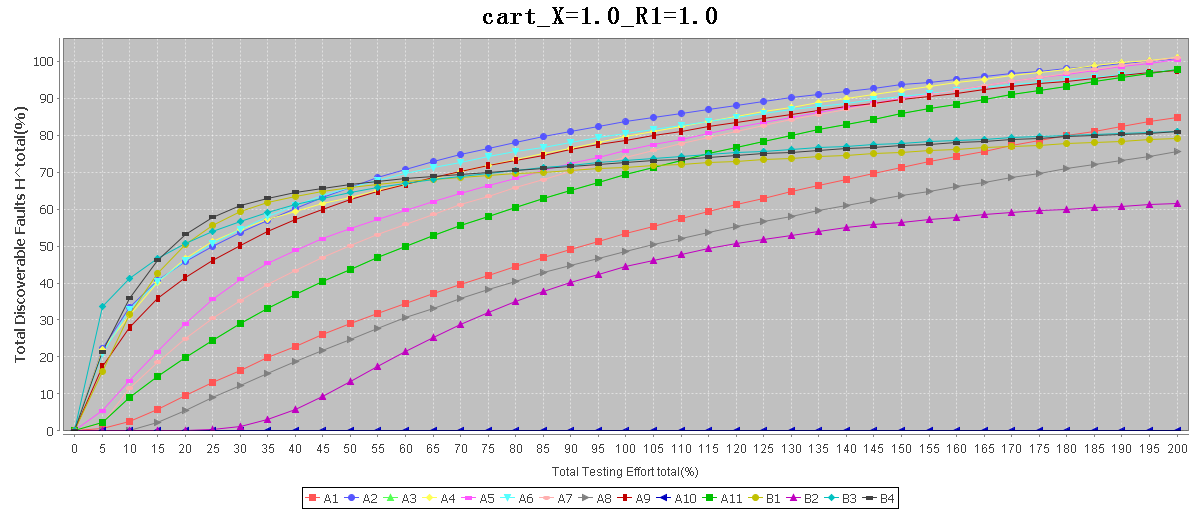 cart_X=1.0_R1=1.0
Total Discoverable Faults H^total(%)
100
90
80
70
60
50
40
30
20
10
0
0 5 10 15 20 25 30 35 40 45 50 55 60 65 70 75 80 85 90 95 100 105 110 115 120 125 130 135 140 145 150 155 160 165 170 175 180 185 190 195 200
Total Testing Effort total(%)
A1 A2 A3 A4 A5 A6 A7 A8 A9 A10 A11 B1 B2 B3 B4